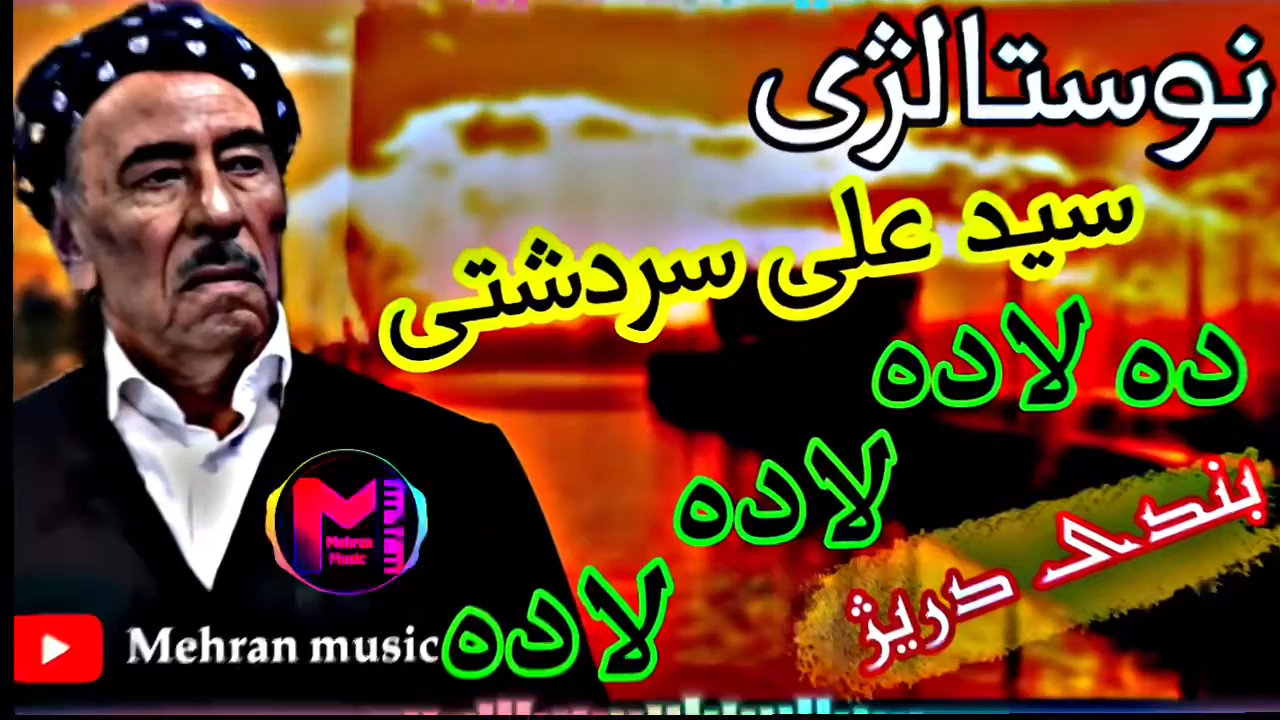 نوستالژی
سید علی سردشتی
ده لاده
لاده
بندی دریژ
لاده
Mehran
Music
Mehran music